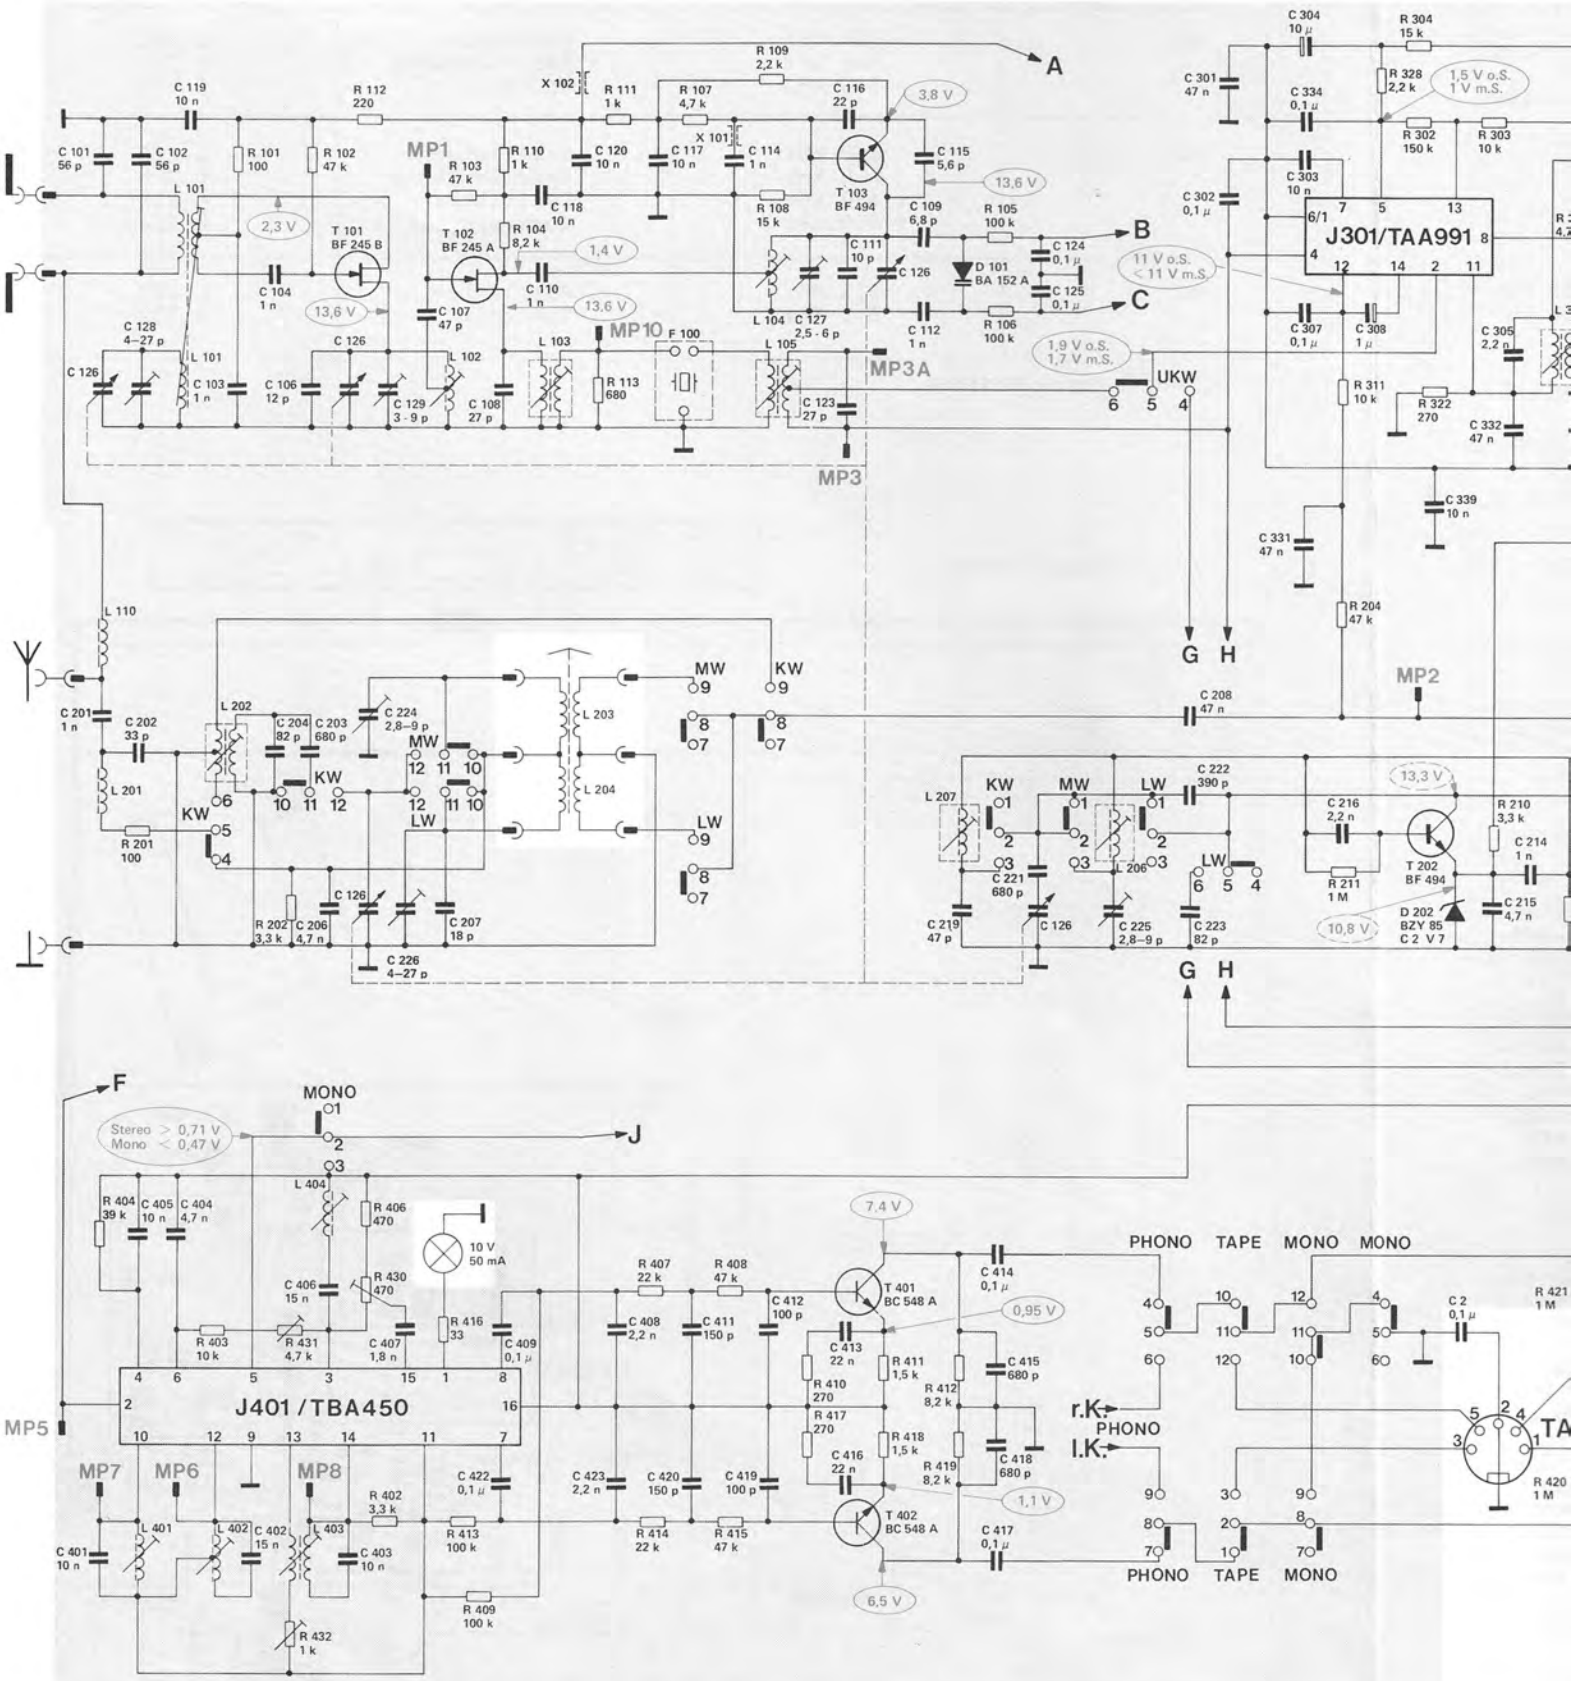 C 304
10 µ
R 304
15 k
R 109
2,2 k
A
X 102
C 301
47 n
R 328
2,2 k
1,5 V o.S.
1 V m.S.
C 119
10 n
R 112
220
R 111
1 k
R 107
4,7 k
C 116
22 p
3,8 V
C 334
0,1 µ
X 101
R 302
150 k
R 303
10 k
C 101
56 p
C 102
56 p
R 101
100
R 102
47 k
MP1
R 103
47 k
R 110
1 k
C 120
10 n
C 117
10 n
C 114
1 n
C 115
5,6 p
C 303
10 n
L 101
T 103
BF 494
13,6 V
C 302
0,1 µ
C 118
10 n
R 108
15 k
C 109
6,8 p
R 105
100 k
7
5
13
6/1
J301/TAA991
8
4
12
14
2
11
2,3 V
T 101
BF 245 B
T 102
BF 245 A
R 104
8,2 k
1,4 V
B
C 111
10 p
C 126
D 101
BA 152 A
C 124
0,1 µ
C 125
0,1 µ
11 V o.S.
< 11 V m.S.
C 104
1 n
13,6 V
C 110
1 n
13,6 V
C
C 107
47 p
MP10
F 100
L 104
C 127
2,5 - 6 p
C 112
1 n
R 106
100 k
C 307
0,1 µ
C 308
1 µ
C 305
2,2 n
C 128
4–27 p
L 101
C 126
L 102
L 103
L 105
MP3A
1,9 V o.S.
1,7 V m.S.
C 126
C 103
1 n
C 106
12 p
C 129
3 - 9 p
C 108
27 p
R 113
680
C 123
27 p
UKW
6
5
4
R 311
10 k
R 322
270
C 332
47 n
MP3
C 339
10 n
C 331
47 n
L 110
R 204
47 k
G
H
MW
9
KW
9
MP2
C 201
1 n
C 202
33 p
L 202
C 204
82 p
C 203
680 p
C 224
2,8–9 p
L 203
8
7
8
7
C 208
47 n
MW
12
11
10
L 201
KW
10
11
12
12
11
10
L 204
LW
KW
6
5
4
R 201
100
LW
9
8
7
L 207
KW
1
2
3
MW
1
2
3
LW
1
2
3
C 222
390 p
13,3 V
C 216
2,2 n
R 210
3,3 k
C 214
1 n
L 206
T 202
BF 494
R 211
1 M
C 221
680 p
LW
6
5
4
R 202
3,3 k
C 206
4,7 n
C 126
C 207
18 p
C 226
4–27 p
C 219
47 p
C 126
C 225
2,8–9 p
C 223
82 p
10,8 V
D 202
BZY 85
C 2 V 7
C 215
4,7 n
G
H
F
MONO
1
2
3
Stereo > 0,71 V
Mono < 0,47 V
J
R 404
39 k
C 405
10 n
C 404
4,7 n
L 404
R 406
470
10 V
50 mA
7,4 V
PHONO
TAPE
MONO
MONO
C 406
15 n
R 430
470
R 407
22 k
R 408
47 k
C 414
0,1 µ
T 401
BC 548 A
R 421
1 M
R 416
33
C 412
100 p
0,95 V
4
10
12
4
C 2
0,1 µ
R 403
10 k
R 431
4,7 k
C 407
1,8 n
C 409
0,1 µ
C 408
2,2 n
C 411
150 p
C 413
22 n
5
11
11
5
6
12
10
6
4
6
5
3
15
1
8
2
J401 / TBA450
16
10
12
9
13
14
11
7
MP5
R 410
270
R 411
1,5 k
R 412
8,2 k
C 415
680 p
r.K.
PHONO
l.K.
R 417
270
R 418
1,5 k
R 419
8,2 k
C 418
680 p
5
2
4
3
1
TA
MP7
MP6
MP8
C 422
0,1 µ
C 423
2,2 n
C 420
150 p
C 419
100 p
C 416
22 n
1,1 V
R 420
1 M
R 402
3,3 k
9
3
9
8
2
8
7
1
7
C 401
10 n
L 401
L 402
C 402
15 n
L 403
C 403
10 n
R 413
100 k
R 414
22 k
R 415
47 k
T 402
BC 548 A
C 417
0,1 µ
PHONO
TAPE
MONO
R 409
100 k
6,5 V
R 432
1 k